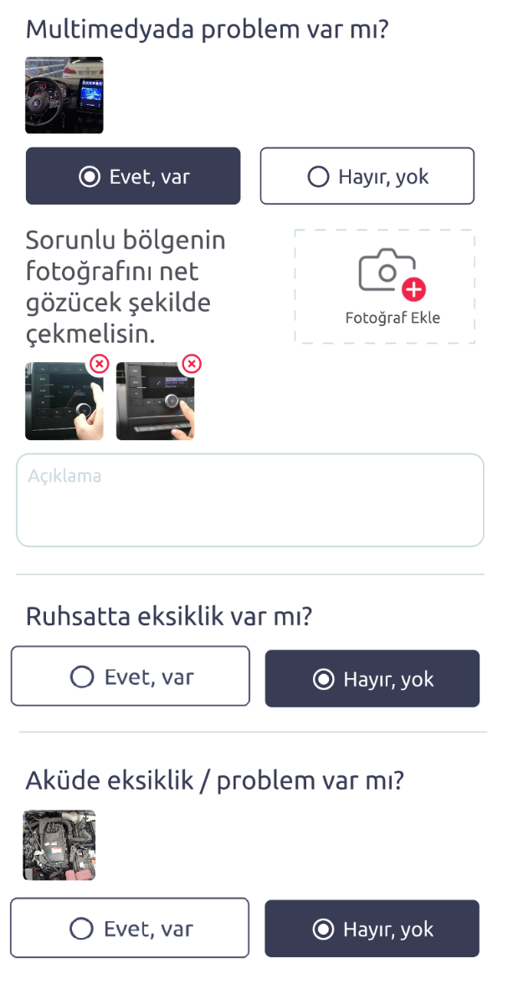 Multimedyada problem var mı?
Evet, var
Hayır, yok
Sorunlu bölgenin
fotoğrafını net
gözücek şekilde
çekmelisin.
Fotoğraf Ekle
Açıklama
Ruhsatta eksiklik var mı?
Evet, var
Hayır, yok
Aküde eksiklik / problem var mı?
Evet, var
Hayır, yok